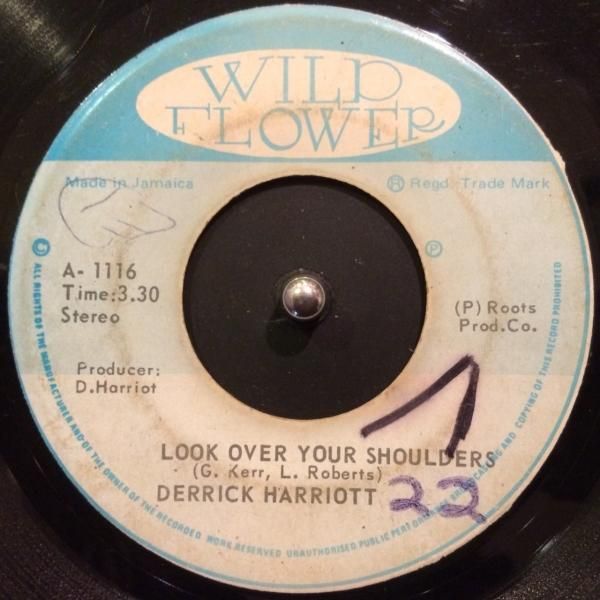 WILD
FLOWER
Made in Jamaica
® Regd. Trade Mark
℗
A- 1116
Time:3.30
Stereo
(P) Roots
Prod.Co.
Producer:
D.Harriot
1
LOOK OVER YOUR SHOULDERS
(G. Kerr, L. Roberts)
DERRICK HARRIOTT
22
ALL RIGHTS OF THE MANUFACTURER AND OF THE OWNER OF THE RECORDED WORK RESERVED UNAUTHORISED PUBLIC PERFORMANCE BROADCASTING AND COPYING OF THIS RECORD PROHIBITED